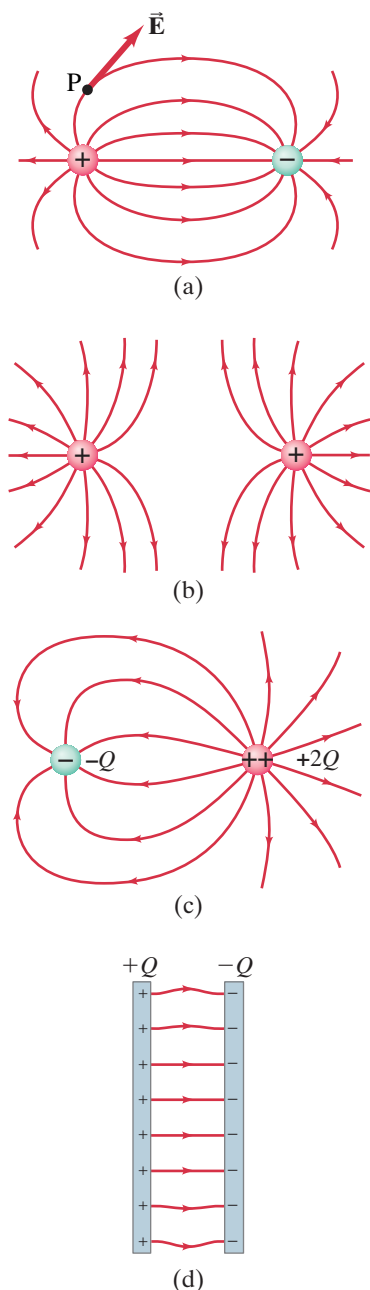 E
P
+ −
(a)
+ +
(b)
− −Q ++ +2Q
(c)
+Q −Q
+ −
+ −
+ −
+ −
+ −
+ −
+ −
+ −
(d)